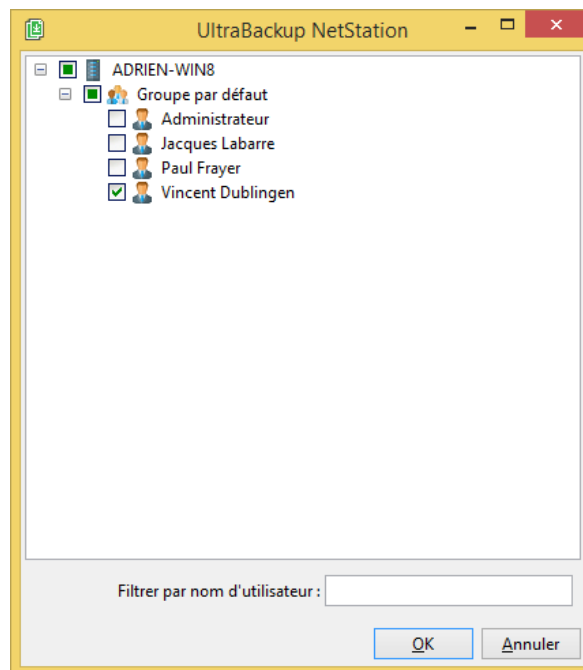 UltraBackup NetStation
ADRIEN-WIN8
Groupe par défaut
Administrateur
Jacques Labarre
Paul Frayer
Vincent Dublingen
Filtrer par nom d'utilisateur :
OK Annuler